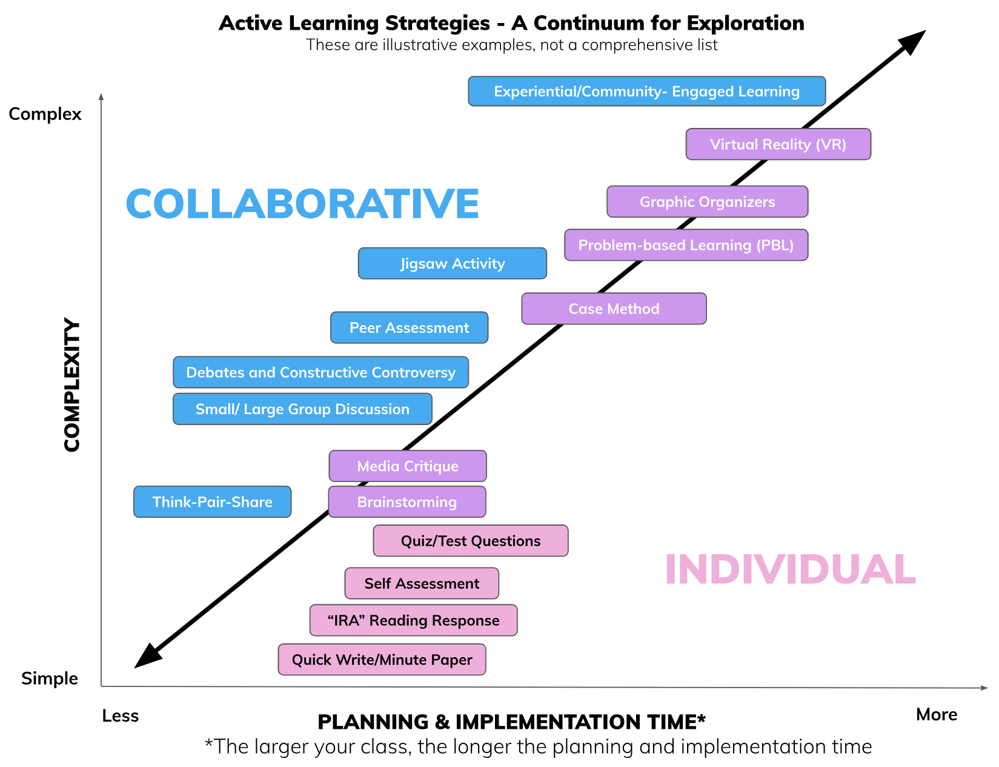 Active Learning Strategies - A Continuum for Exploration
These are illustrative examples, not a comprehensive list
Experiential/Community- Engaged Learning
Complex
Virtual Reality (VR)
COLLABORATIVE
Graphic Organizers
Problem-based Learning (PBL)
Jigsaw Activity
Case Method
Peer Assessment
COMPLEXITY
Debates and Constructive Controversy
Small/ Large Group Discussion
Media Critique
Think-Pair-Share
Brainstorming
Quiz/Test Questions
INDIVIDUAL
Self Assessment
“IRA” Reading Response
Quick Write/Minute Paper
Simple
Less
PLANNING & IMPLEMENTATION TIME*
More
*The larger your class, the longer the planning and implementation time